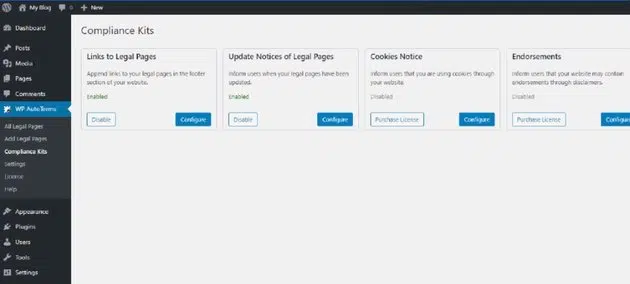 My Blog 0 + New
Dashboard
Posts
Media
Pages
Comments
WP AutoTerms
All Legal Pages
Add Legal Pages
Compliance Kits
Settings
License
Help
Appearance
Plugins
Users
Tools
Settings
Compliance Kits
Links to Legal Pages
Append links to your legal pages in the footer
section of your website.
Enabled
Disable Configure
Update Notices of Legal Pages
Inform users when your legal pages have been
updated.
Enabled
Disable Configure
Cookies Notice
Inform users that you are using cookies through
your website
Disabled
Purchase License Configure
Endorsements
Inform users that your website may contain
endorsements through disclaimers.
Disabled
Purchase License Configure